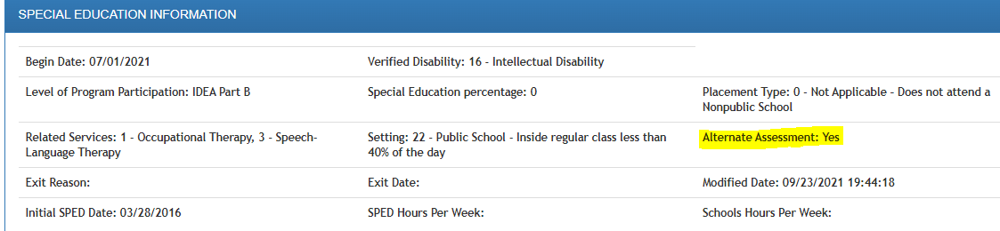 SPECIAL EDUCATION INFORMATION
Begin Date: 07/01/2021
Verified Disability: 16 - Intellectual Disability
Level of Program Participation: IDEA Part B
Special Education percentage: 0
Placement Type: 0 - Not Applicable - Does not attend a
Nonpublic School
Related Services: 1 - Occupational Therapy, 3 - Speech-
Language Therapy
Setting: 22 - Public School - Inside regular class less than
40% of the day
Alternate Assessment: Yes
Exit Reason:
Exit Date:
Modified Date: 09/23/2021 19:44:18
Initial SPED Date: 03/28/2016
SPED Hours Per Week:
Schools Hours Per Week: